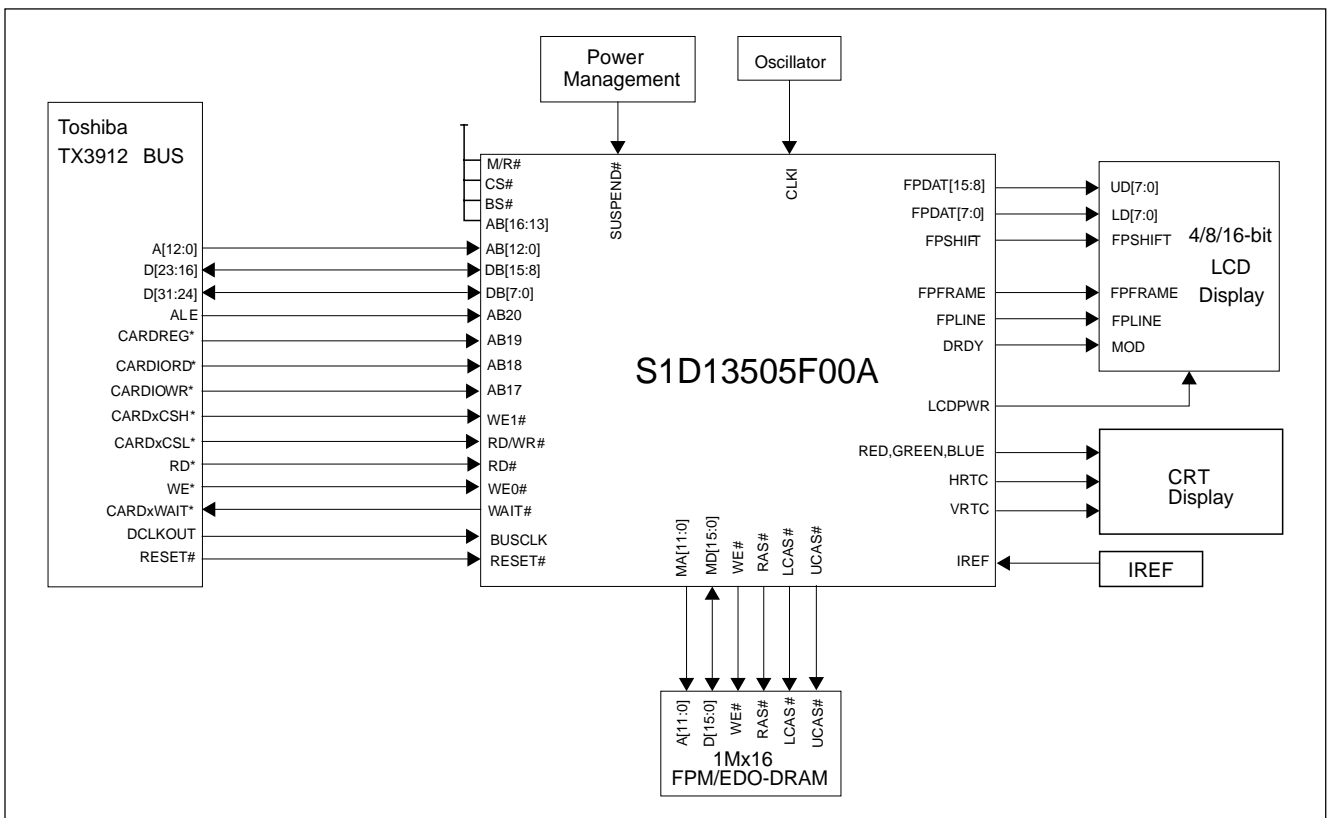 Power
Management
Oscillator
Toshiba
TX3912 BUS
A[12:0]
D[23:16]
D[31:24]
ALE
CARDREG*
CARDIORD*
CARDIOWR*
CARDxCSH*
CARDxCSL*
RD*
WE*
CARDxWAIT*
DCLKOUT
RESET#
M/R#
CS#
BS#
AB[16:13]
AB[12:0]
DB[15:8]
DB[7:0]
AB20
AB19
AB18
AB17
WE1#
RD/WR#
RD#
WE0#
WAIT#
BUSCLK
RESET#
SUSPEND#
CLKI
S1D13505F00A
FPDAT[15:8]
FPDAT[7:0]
FPSHIFT
FPFRAME
FPLINE
DRDY
LCDPWR
RED,GREEN,BLUE
HRTC
VRTC
IREF
UD[7:0]
LD[7:0]
FPSHIFT
FPFRAME
FPLINE
MOD
4/8/16-bit
LCD
Display
CRT
Display
IREF
MA[11:0]
MD[15:0]
WE#
RAS#
LCAS#
UCAS#
A[11:0]
D[15:0]
WE#
RAS#
LCAS#
UCAS#
1Mx16
FPM/EDO-DRAM